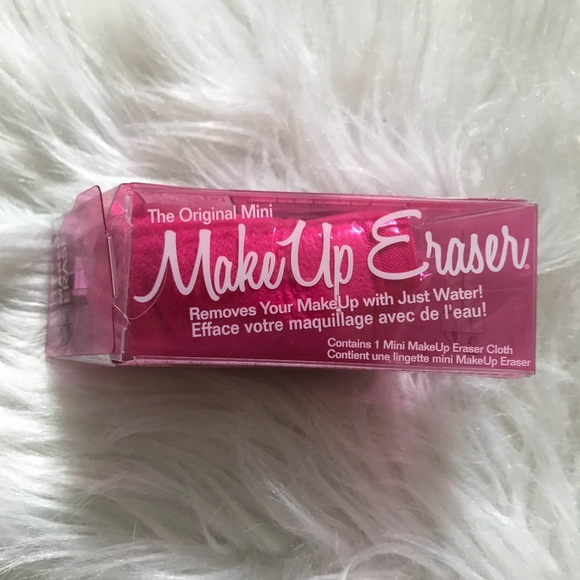 The Original Mini
MakeUp Eraser®
Removes Your MakeUp with Just Water!
Efface votre maquillage avec de l'eau!
Contains 1 Mini MakeUp Eraser Cloth
Contient une lingette mini MakeUp Eraser